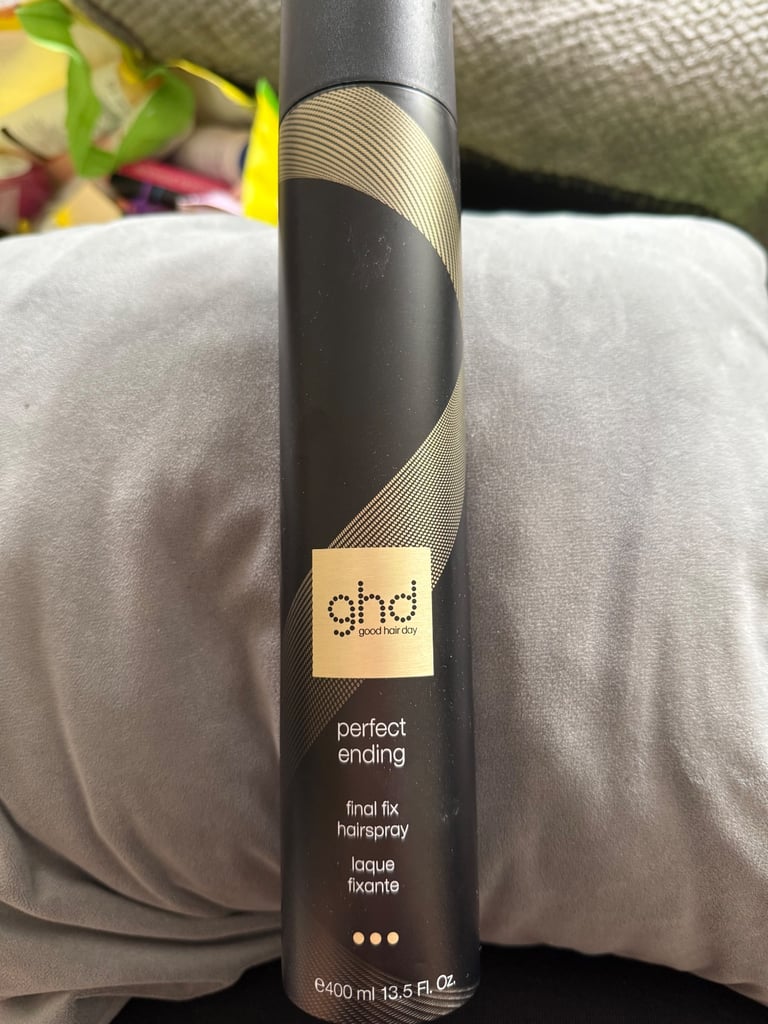 ghd
good hair day
perfect
ending
final fix
hairspray
laque
fixante
℮400 ml 13.5 Fl. Oz.